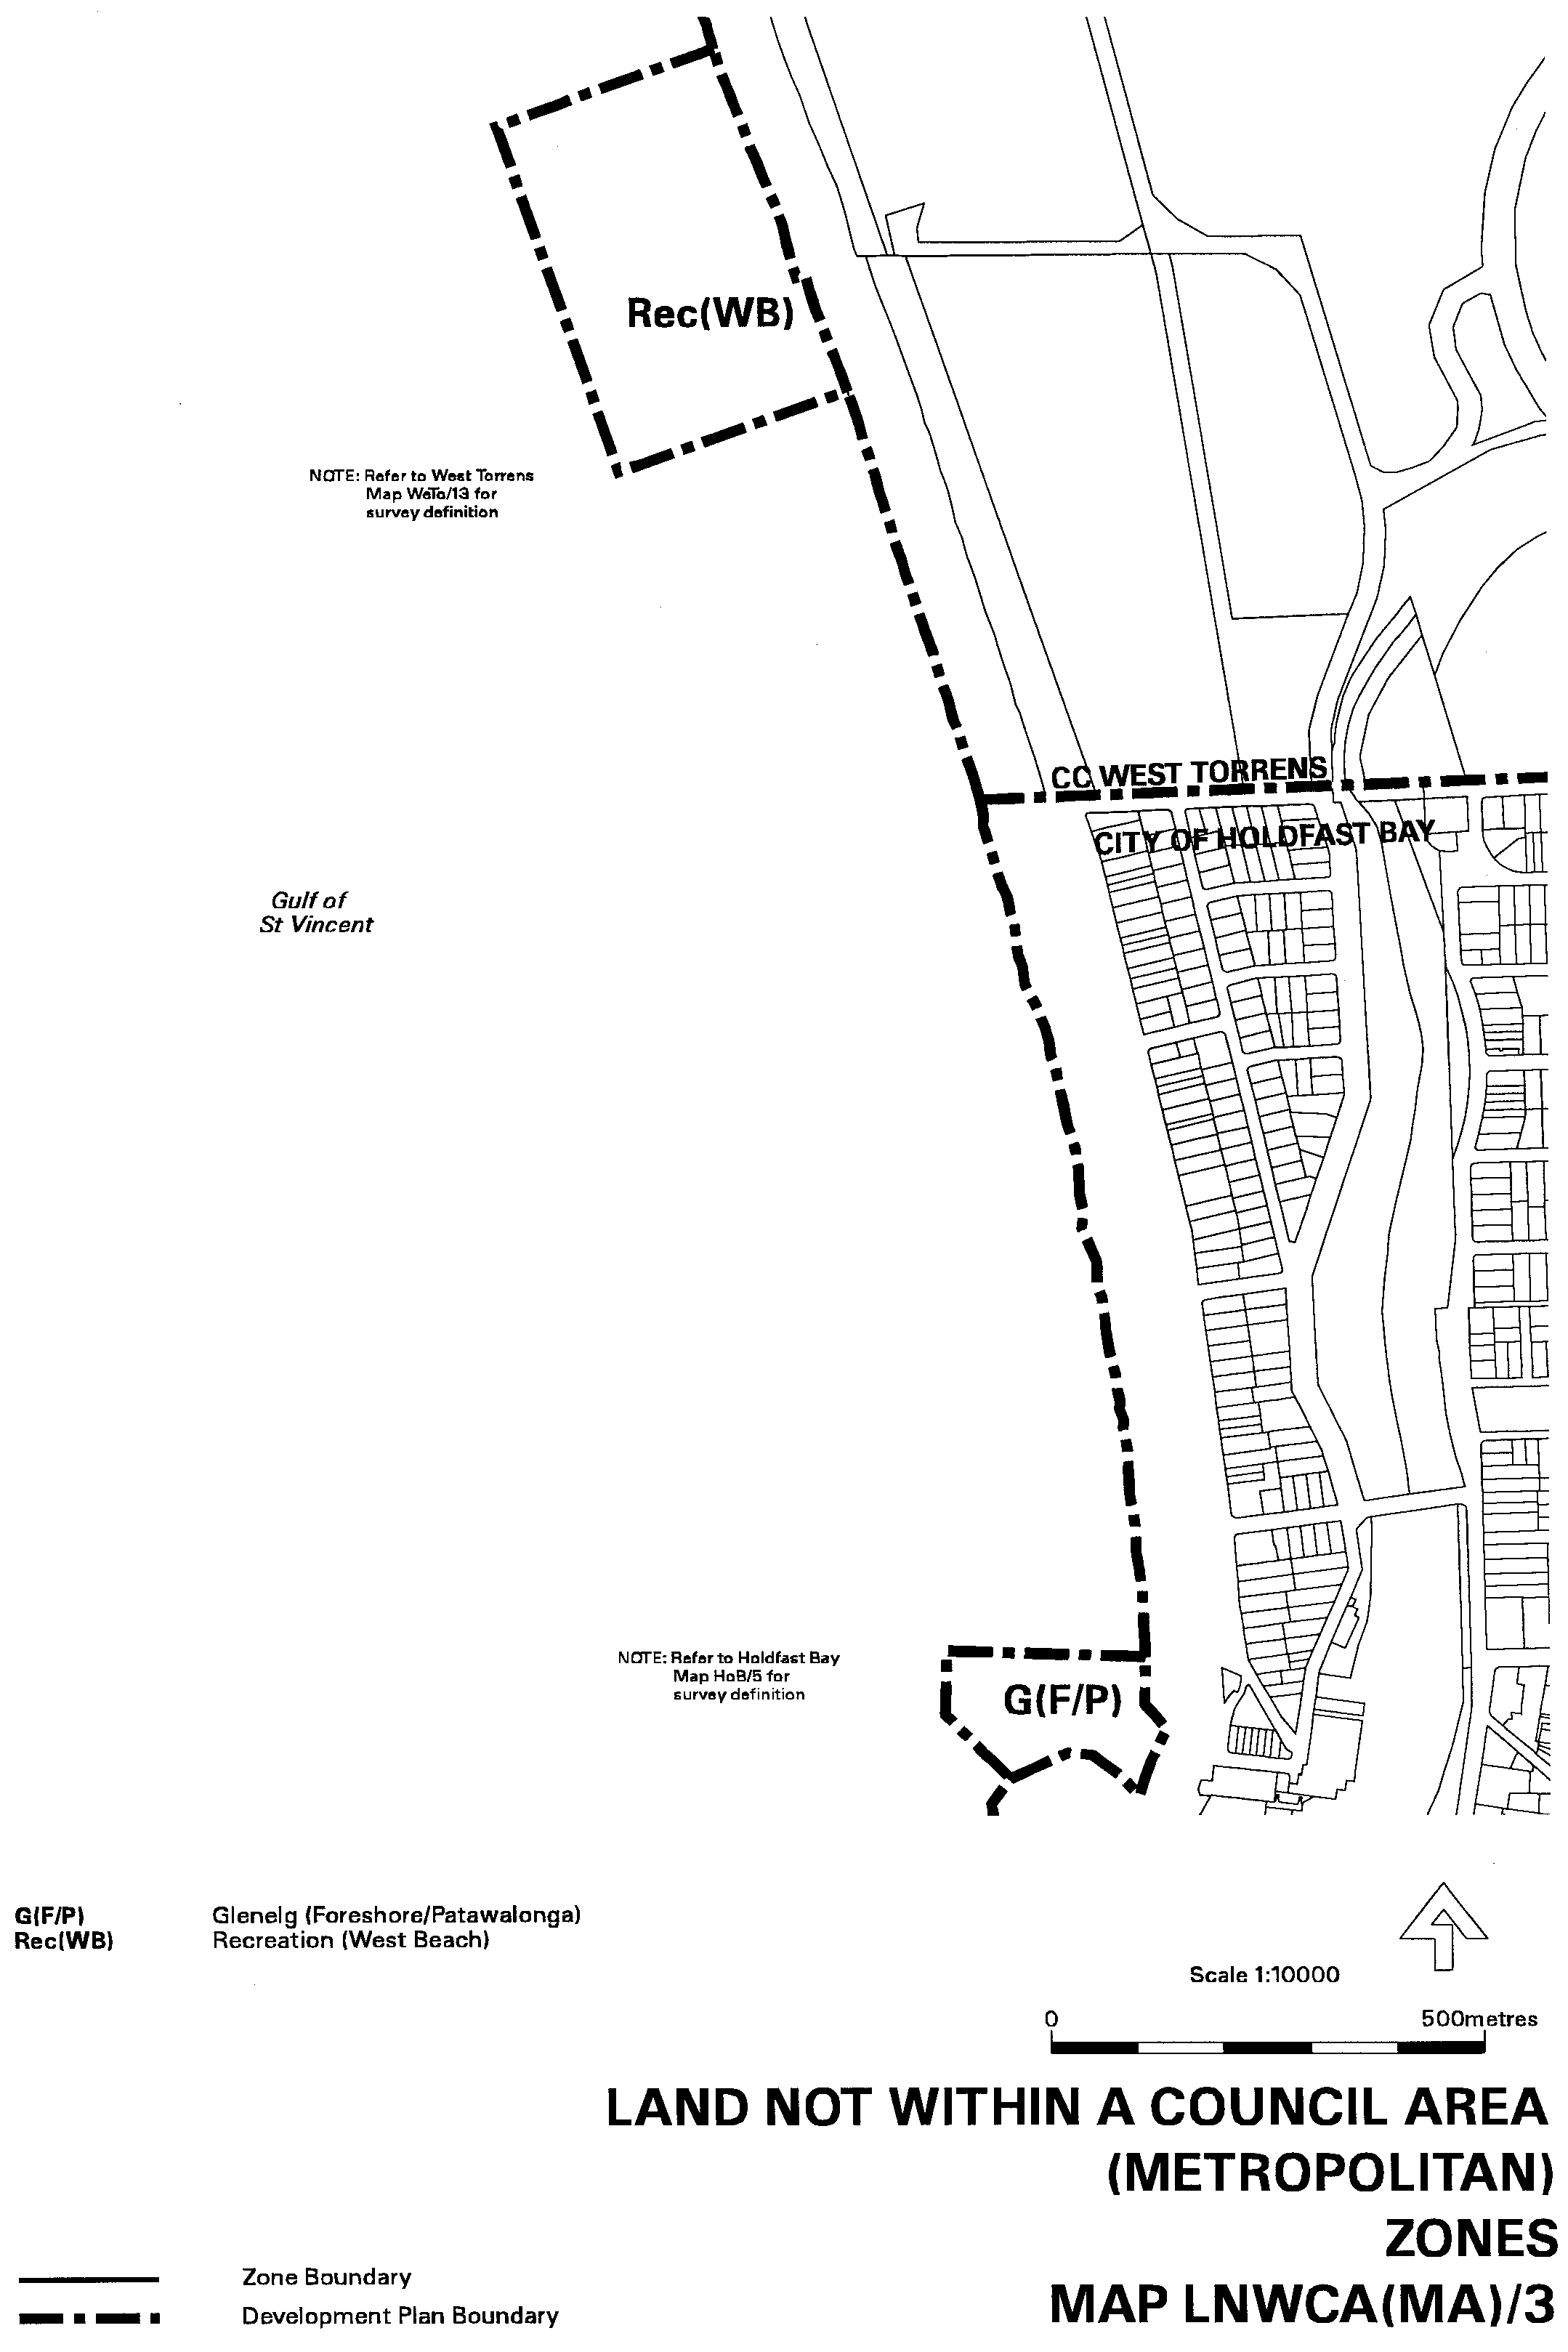 Rec(WB)
NOTE: Refer to West Torrens
Map WeTo/13 for
survey definition
CC WEST TORRENS
CITY OF HOLDFAST BAY
Gulf of
St Vincent
NOTE: Refer to Holdfast Bay
Map HoB/5 for
survey definition
G(F/P)
G(F/P) Glenelg (Foreshore/Patawalonga)
Rec(WB) Recreation (West Beach)
Scale 1:10000
0 500metres
LAND NOT WITHIN A COUNCIL AREA
(METROPOLITAN)
ZONES
MAP LNWCA(MA)/3
Zone Boundary
Development Plan Boundary